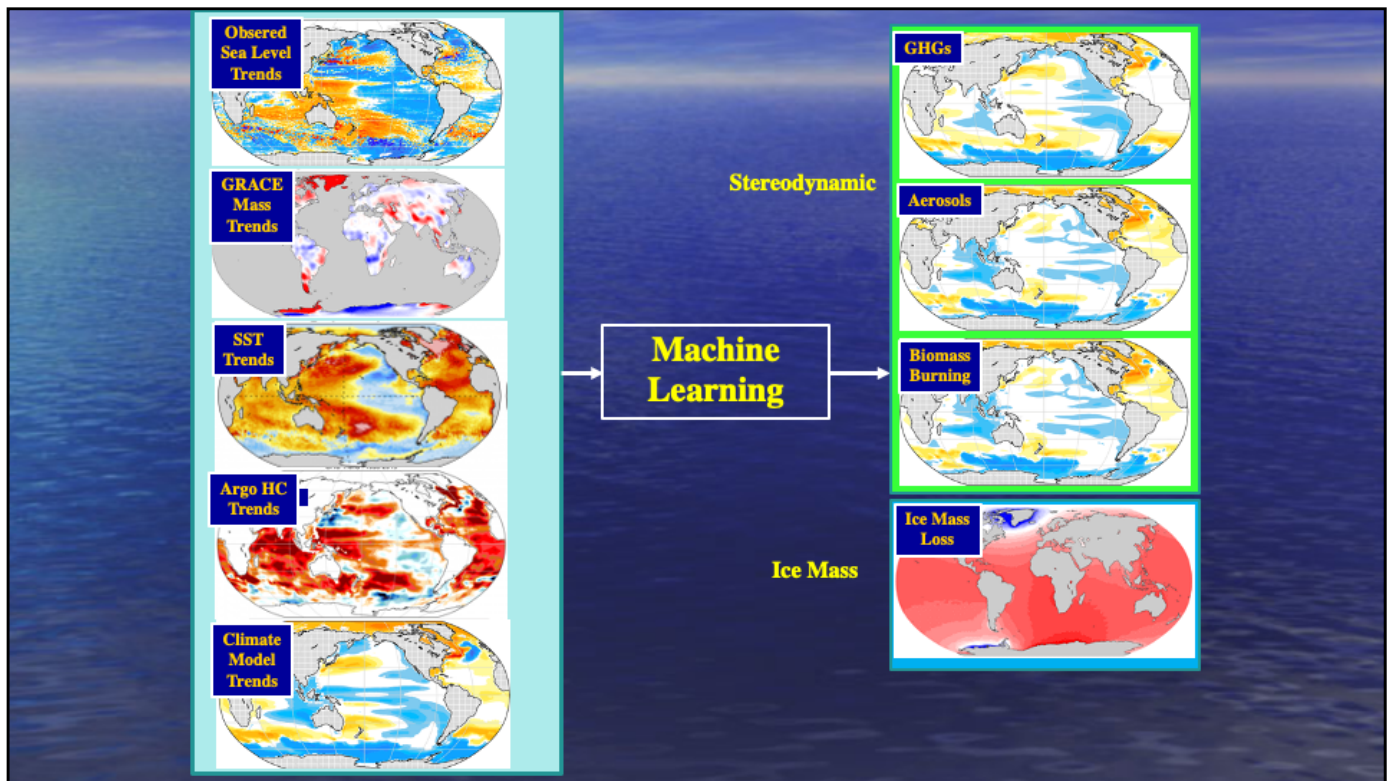 Obsered
Sea Level
Trends
GRACE
Mass
Trends
SST
Trends
Argo HC
Trends
Climate
Model
Trends
Machine
Learning
Stereodynamic
Ice Mass
GHGs
Aerosols
Biomass
Burning
Ice Mass
Loss